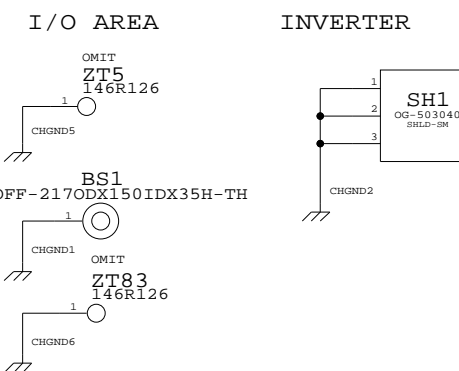 I/O AREA
INVERTER
OMIT
ZT5
146R126
1
CHGND5
BS1
OFF-217ODX150IDX35H-TH
1
CHGND1
OMIT
ZT83
146R126
1
CHGND6
1
2
3
SH1
OG-503040
SHLD-SM
CHGND2